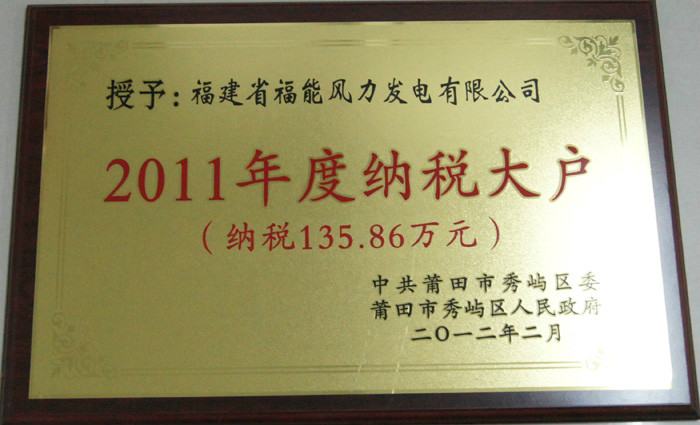 授予：福建省福能风力发电有限公司
2011年度纳税大户
（纳税135.86万元）
中共莆田市秀屿区委
莆田市秀屿区人民政府
二〇一二年二月